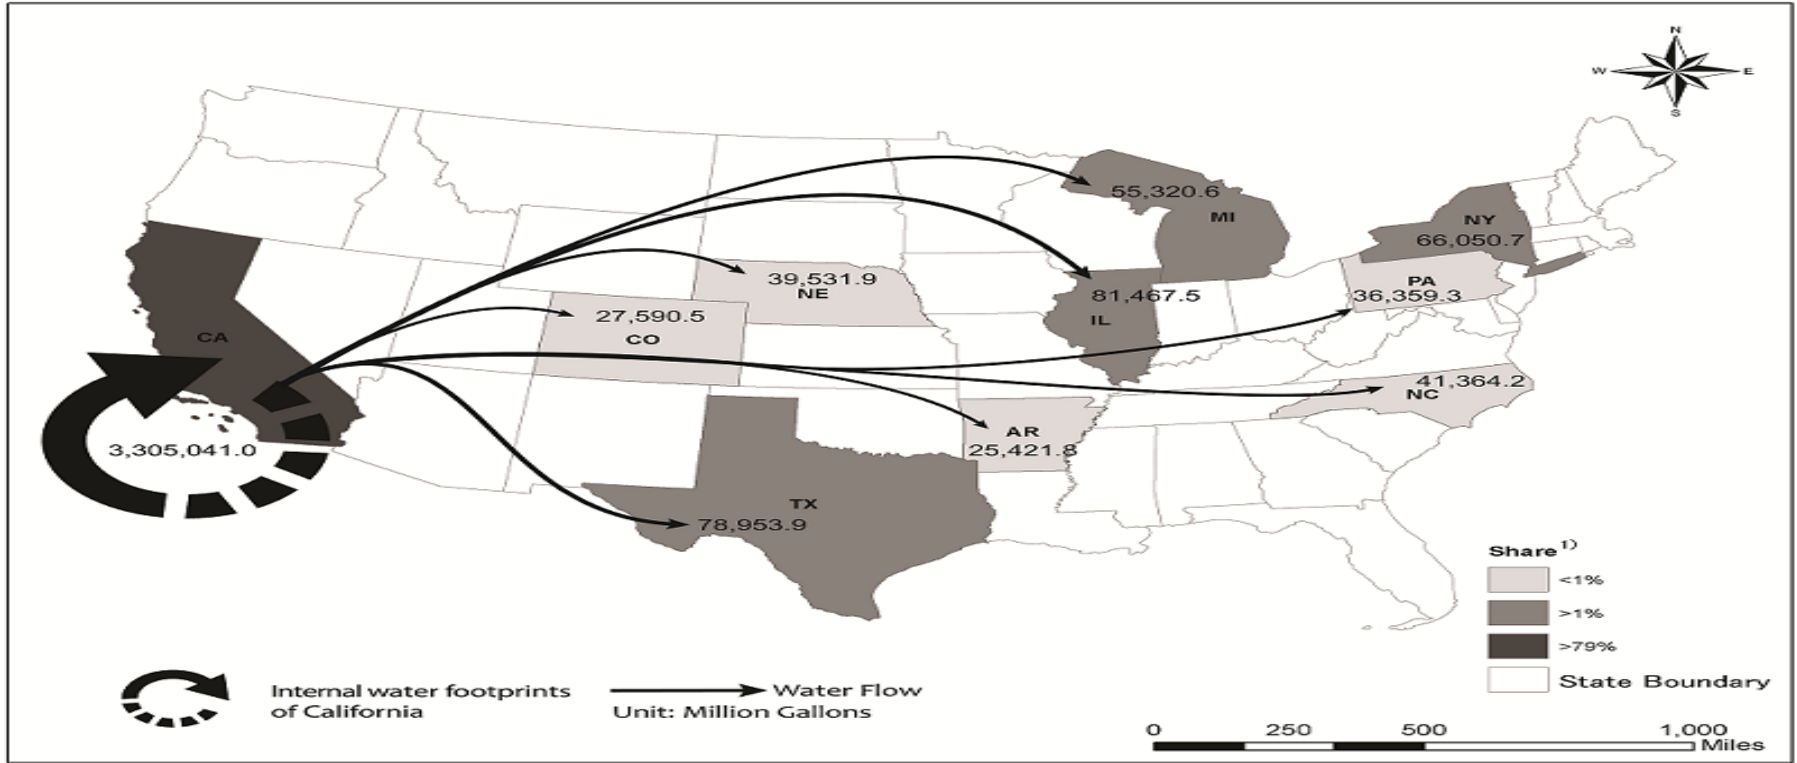 N
W E
S
55,320.6
MI
NY
66,050.7
39,531.9
NE
PA
36,359.3
81,467.5
IL
27,590.5
CO
CA
41,364.2
NC
AR
25,421.8
3,305,041.0
TX
78,953.9
Share1)
<1%
>1%
>79%
State Boundary
Internal water footprints
of California
Water Flow
Unit: Million Gallons
0 250 500 1,000
Miles